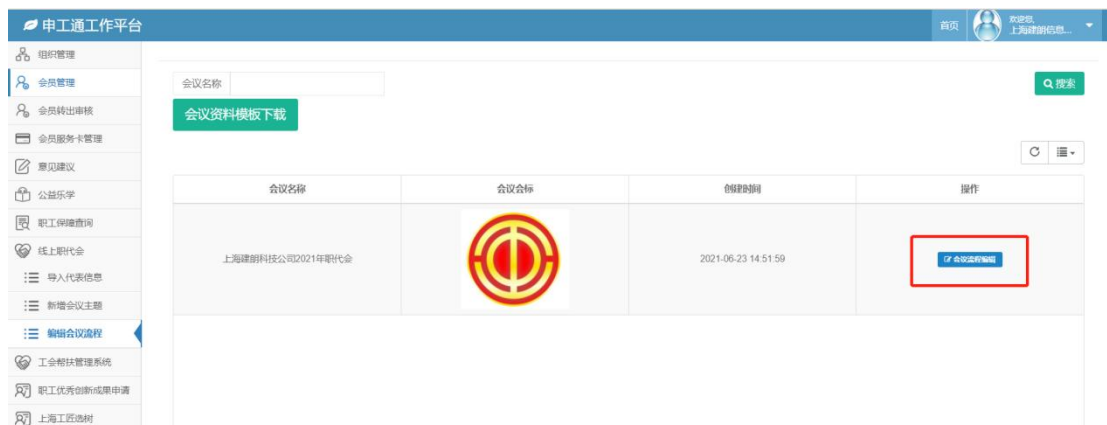 申工通工作平台
首页
欢迎您,
上海建朗信息...
组织管理
会员管理
会员转出审核
会员服务卡管理
意见建议
公益乐学
职工保障查询
线上职代会
导入代表信息
新增会议主题
编辑会议流程
工会帮扶管理系统
职工优秀创新成果申请
上海工匠选树
会议名称
搜索
会议资料模板下载
会议名称 会议会标 创建时间 操作
上海建朗科技公司2021年职代会 2021-06-23 14:51:59 会议流程编辑